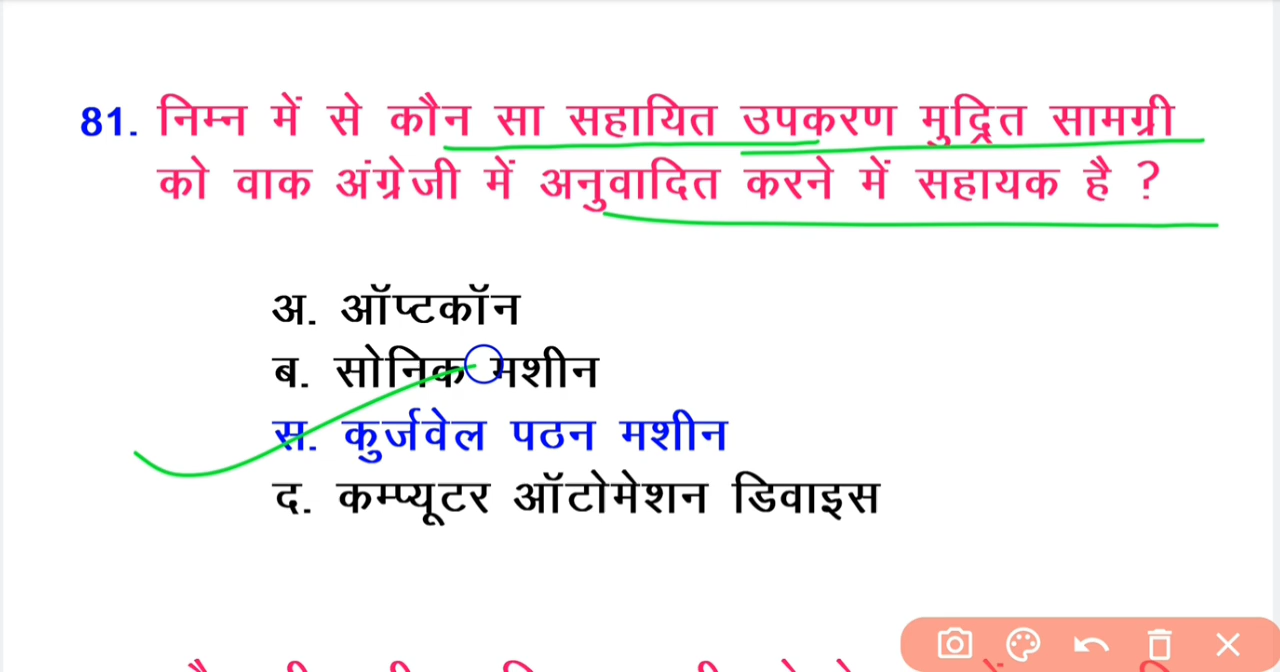 81. निम्न में से कौन सा सहायित उपकरण मुद्रित सामग्री
को वाक अंग्रेजी में अनुवादित करने में सहायक है ?
अ. ऑप्टकॉन
ब. सोनिक मशीन
स. कुर्जवेल पठन मशीन
द. कम्प्यूटर ऑटोमेशन डिवाइस